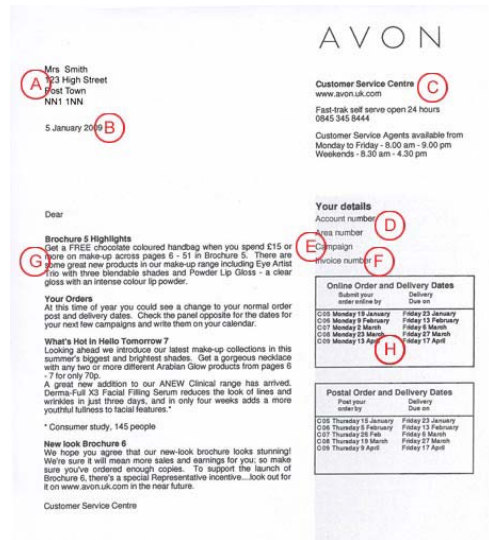 AVON
Mrs Smith
A
123 High Street
Post Town
NN1 1NN
5 January 2009
B
Customer Service Centre
C
www.avon.uk.com
Fast-trak self serve open 24 hours
0845 345 8444
Customer Service Agents available from
Monday to Friday - 8.00 am - 9.00 pm
Weekends - 8.30 am - 4.30 pm
Your details
Account number
D
Area number
E
Campaign
Invoice number
F
Dear
Brochure 5 Highlights
G
Get a FREE chocolate coloured handbag when you spend £15 or
more on make-up across pages 6 - 51 in Brochure 5. There are
some great new products in our make-up range including Eye Artist
Trio with three blendable shades and Powder Lip Gloss - a clear
gloss with an intense colour lip powder.
Your Orders
At this time of year you could see a change to your normal order
post and delivery dates. Check the panel opposite for the dates for
your next few campaigns and write them on your calendar.
What's Hot in Hello Tomorrow 7
Looking ahead we introduce our latest make-up collections in this
summer's biggest and brightest shades. Get a gorgeous necklace
with any two or more different Arabian Glow products from pages 6
- 7 for only 70p.
A great new addition to our ANEW Clinical range has arrived.
Derma-Full X3 Facial Filling Serum reduces the look of lines and
wrinkles in just three days, and in only four weeks adds a more
youthful fullness to facial features.*
* Consumer study, 145 people
New look Brochure 6
We hope you agree that our new-look brochure looks stunning!
We're sure it will mean more sales and earnings for you; so make
sure you've ordered enough copies. To support the launch of
Brochure 6, there's a special Representative incentive....look out for
it on www.avon.uk.com in the near future.
Customer Service Centre
Online Order and Delivery Dates
Submit your Delivery
order online by Due on
C05 Monday 19 January Friday 23 January
C06 Monday 9 February Friday 13 February
C07 Monday 2 March Friday 6 March
C08 Monday 23 March Friday 27 March
C09 Monday 13 April Friday 17 April
H
Postal Order and Delivery Dates
Post your Delivery
order by Due on
C05 Thursday 15 January Friday 23 January
C06 Thursday 5 February Friday 13 February
C07 Thursday 26 Feb Friday 6 March
C08 Thursday 19 March Friday 27 March
C09 Thursday 9 April Friday 17 April